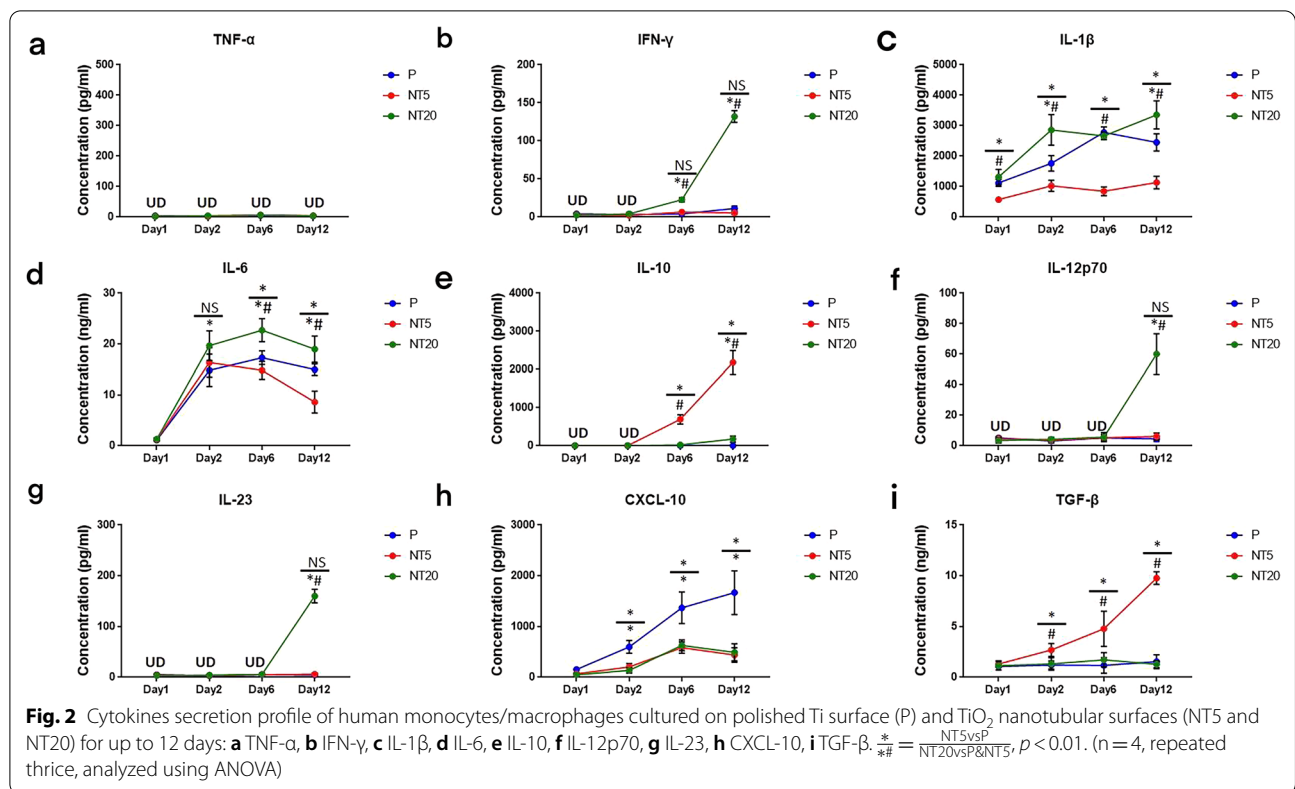 a
TNF-α
Concentration (pg/ml)
500
400
300
200
100
0
UD UD UD UD
Day1 Day2 Day6 Day12
P
NT5
NT20
b
IFN-γ
Concentration (pg/ml)
200
150
100
50
0
UD UD
NS
*#
NS
*#
Day1 Day2 Day6 Day12
P
NT5
NT20
c
IL-1β
Concentration (pg/ml)
5000
4000
3000
2000
1000
0
*
#
*
*#
*
#
*
*#
Day1 Day2 Day6 Day12
P
NT5
NT20
d
IL-6
Concentration (ng/ml)
30
20
10
0
NS
*
*
*#
*
*#
Day1 Day2 Day6 Day12
P
NT5
NT20
e
IL-10
Concentration (pg/ml)
4000
3000
2000
1000
0
UD UD
*
#
*
*#
Day1 Day2 Day6 Day12
P
NT5
NT20
f
IL-12p70
Concentration (pg/ml)
100
80
60
40
20
0
UD UD UD
NS
*#
Day1 Day2 Day6 Day12
P
NT5
NT20
g
IL-23
Concentration (pg/ml)
300
200
100
0
UD UD UD
NS
*#
Day1 Day2 Day6 Day12
P
NT5
NT20
h
CXCL-10
Concentration (pg/ml)
3000
2000
1000
0
*
*
*
*
*
*
Day1 Day2 Day6 Day12
P
NT5
NT20
i
TGF-β
Concentration (ng/ml)
15
10
5
0
*
#
*
#
*
#
Day1 Day2 Day6 Day12
P
NT5
NT20
Fig. 2 Cytokines secretion profile of human monocytes/macrophages cultured on polished Ti surface (P) and TiO₂ nanotubular surfaces (NT5 and
NT20) for up to 12 days: a TNF-α, b IFN-γ, c IL-1β, d IL-6, e IL-10, f IL-12p70, g IL-23, h CXCL-10, i TGF-β. */*# = NT5vsP/NT20vsP&NT5, p < 0.01. (n = 4, repeated
thrice, analyzed using ANOVA)